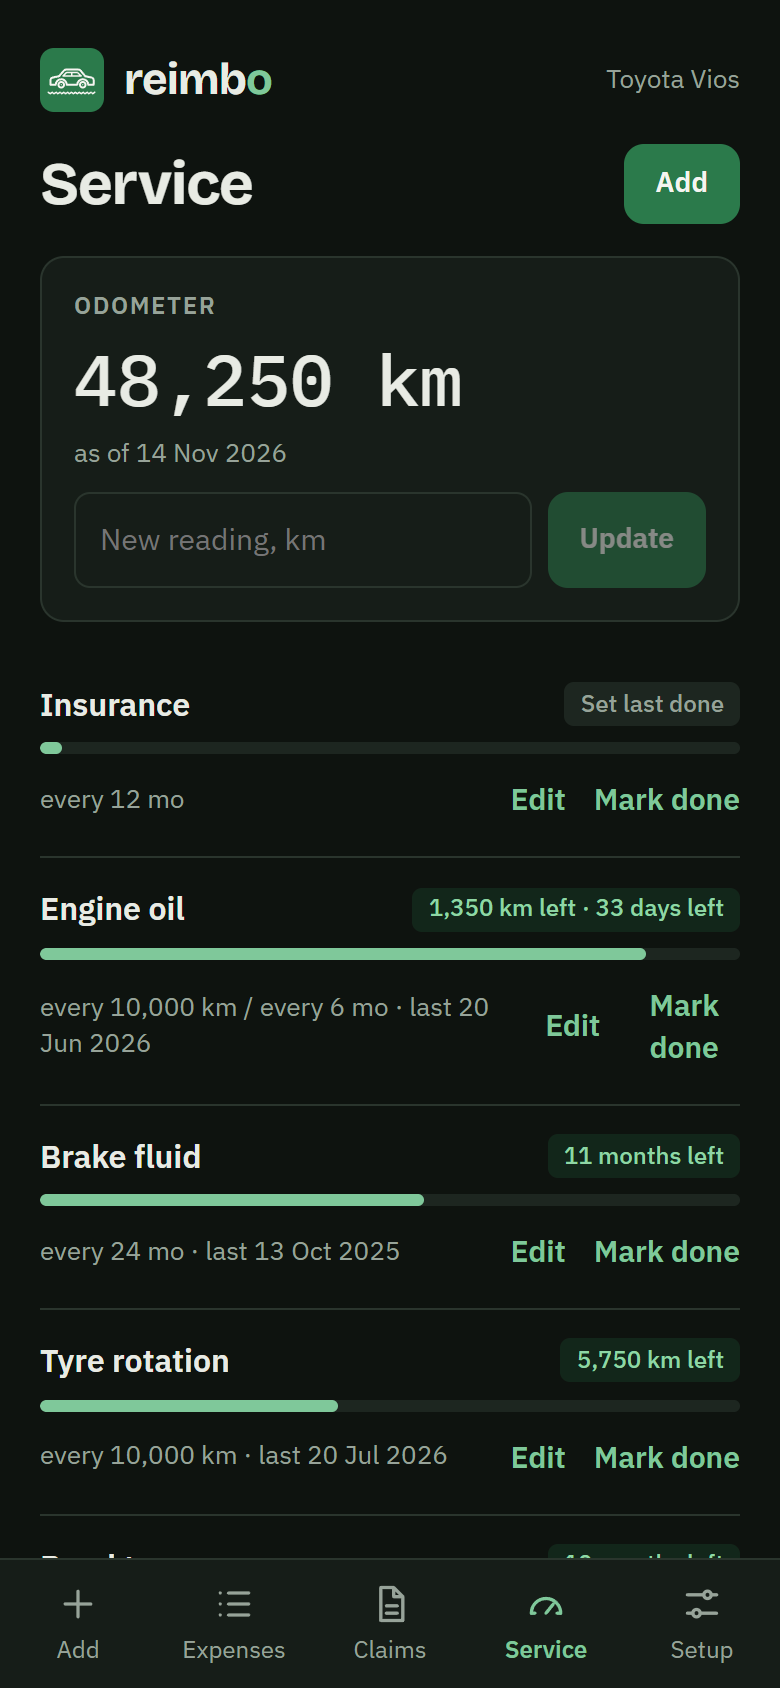 reimbo
Toyota Vios
Service
Add
ODOMETER
48,250 km
as of 14 Nov 2026
New reading, km
Update
Insurance
Set last done
every 12 mo
Edit
Mark done
Engine oil
1,350 km left · 33 days left
every 10,000 km / every 6 mo · last 20
Jun 2026
Edit
Mark
done
Brake fluid
11 months left
every 24 mo · last 13 Oct 2025
Edit
Mark done
Tyre rotation
5,750 km left
every 10,000 km · last 20 Jul 2026
Edit
Mark done
Add
Expenses
Claims
Service
Setup